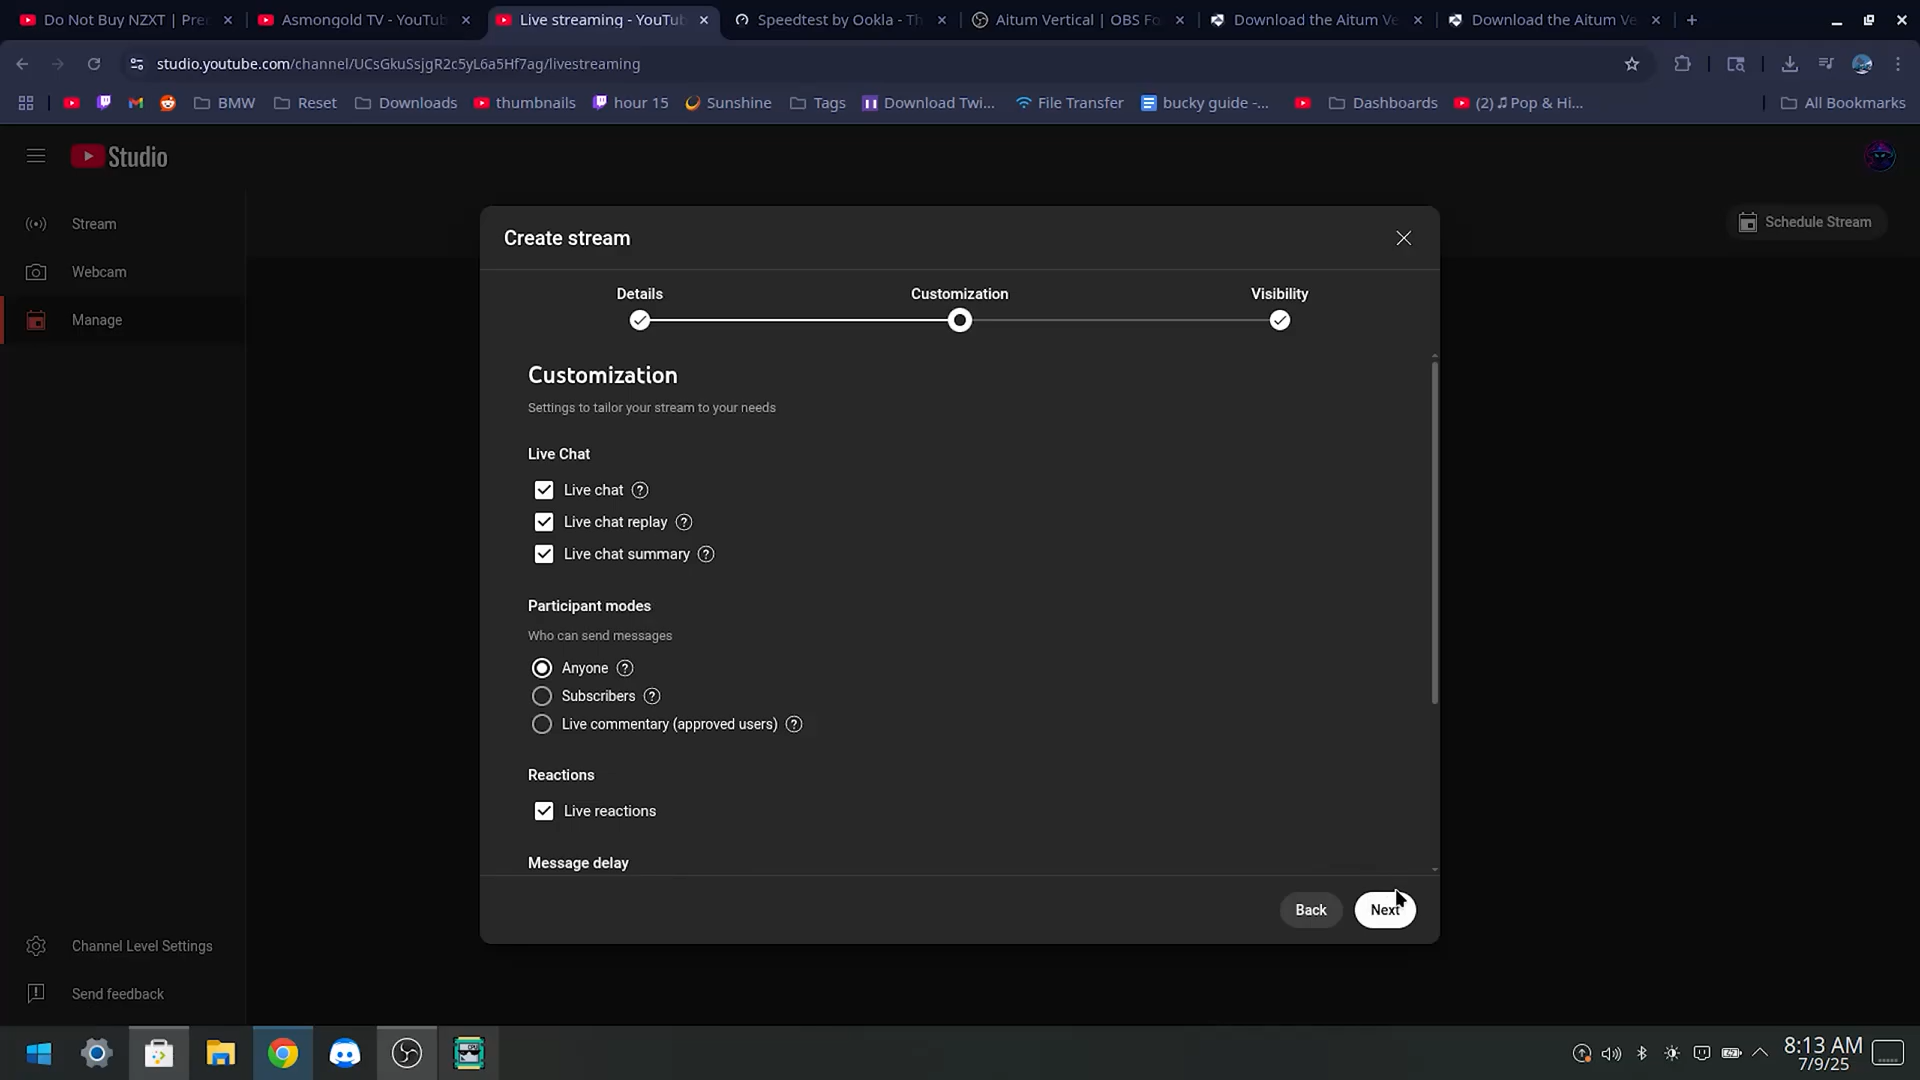 Do Not Buy NZXT | Prec
Asmongold TV - YouTub
Live streaming - YouTub
Speedtest by Ookla - Th
Aitum Vertical | OBS Fo
Download the Aitum Ve
Download the Aitum Ve
studio.youtube.com/channel/UCsGkuSsjgR2c5yL6a5Hf7ag/livestreaming
BMW
Reset
Downloads
thumbnails
hour 15
Sunshine
Tags
Download Twi...
File Transfer
bucky guide -...
Dashboards
(2) ♫ Pop & Hi...
All Bookmarks
Studio
Stream
Webcam
Manage
Schedule Stream
Create stream
Details
Customization
Visibility
Customization
Settings to tailor your stream to your needs
Live Chat
Live chat
Live chat replay
Live chat summary
Participant modes
Who can send messages
Anyone
Subscribers
Live commentary (approved users)
Reactions
Live reactions
Message delay
Back
Next
Channel Level Settings
Send feedback
8:13 AM
7/9/25